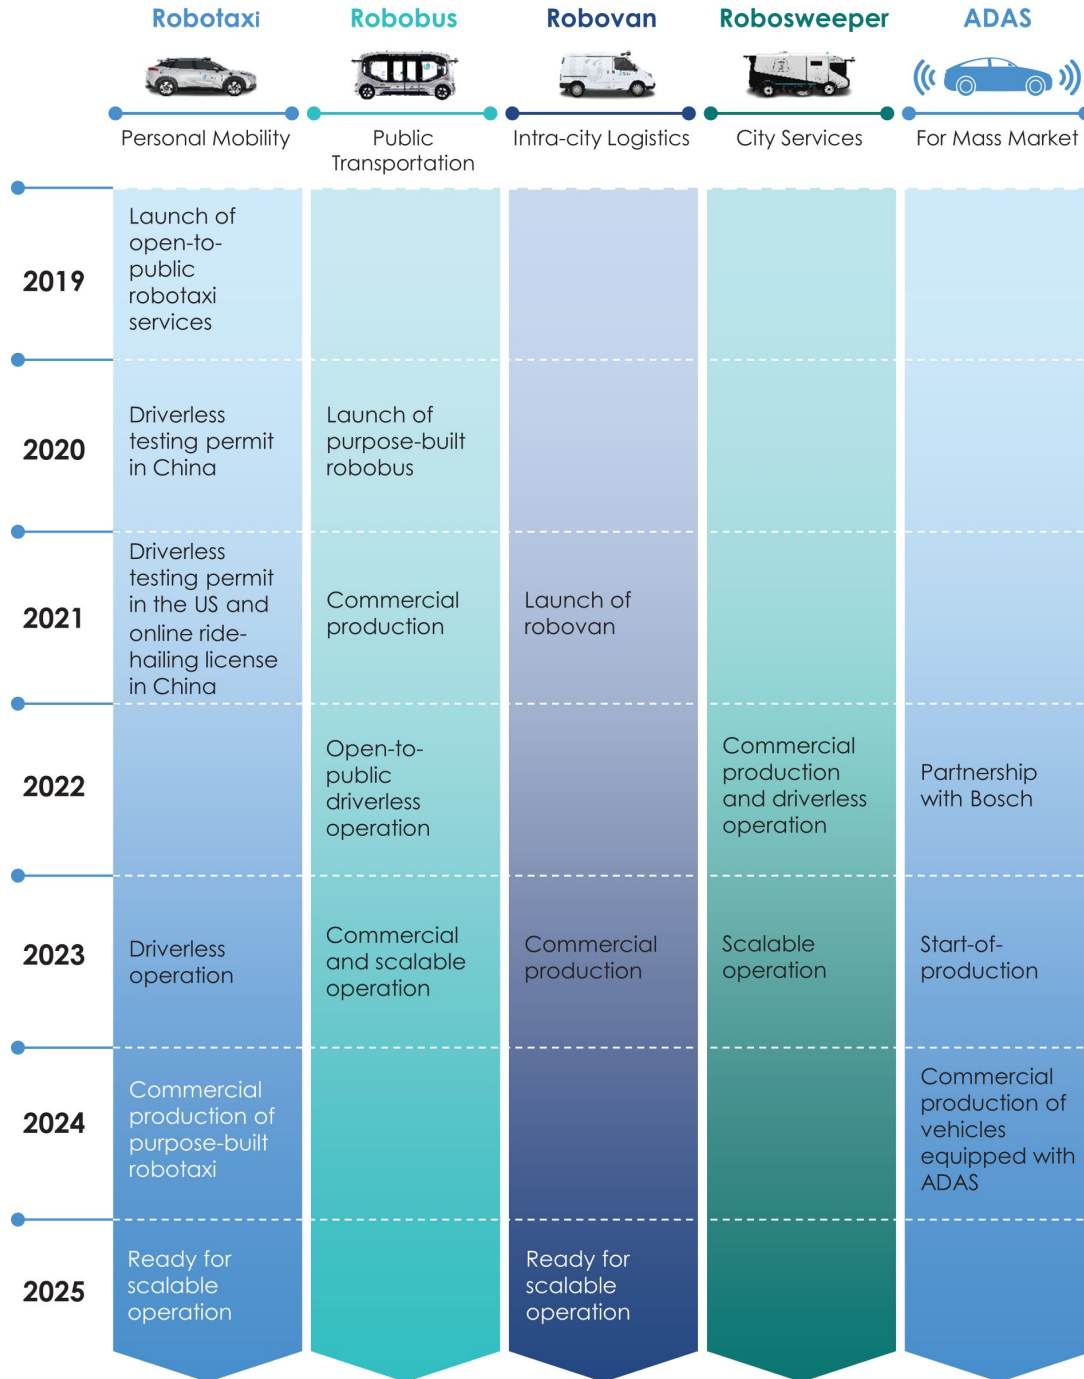 Robotaxi
Robobus
Robovan
Robosweeper
ADAS
Personal Mobility
Public
Transportation
Intra-city Logistics
City Services
For Mass Market
2019
Launch of
open-to-
public
robotaxi
services
2020
Driverless
testing permit
in China
Launch of
purpose-built
robobus
2021
Driverless
testing permit
in the US and
online ride-
hailing license
in China
Commercial
production
Launch of
robovan
2022
Open-to-
public
driverless
operation
Commercial
production
and driverless
operation
Partnership
with Bosch
2023
Driverless
operation
Commercial
and scalable
operation
Commercial
production
Scalable
operation
Start-of-
production
2024
Commercial
production of
purpose-built
robotaxi
Commercial
production of
vehicles
equipped with
ADAS
2025
Ready for
scalable
operation
Ready for
scalable
operation